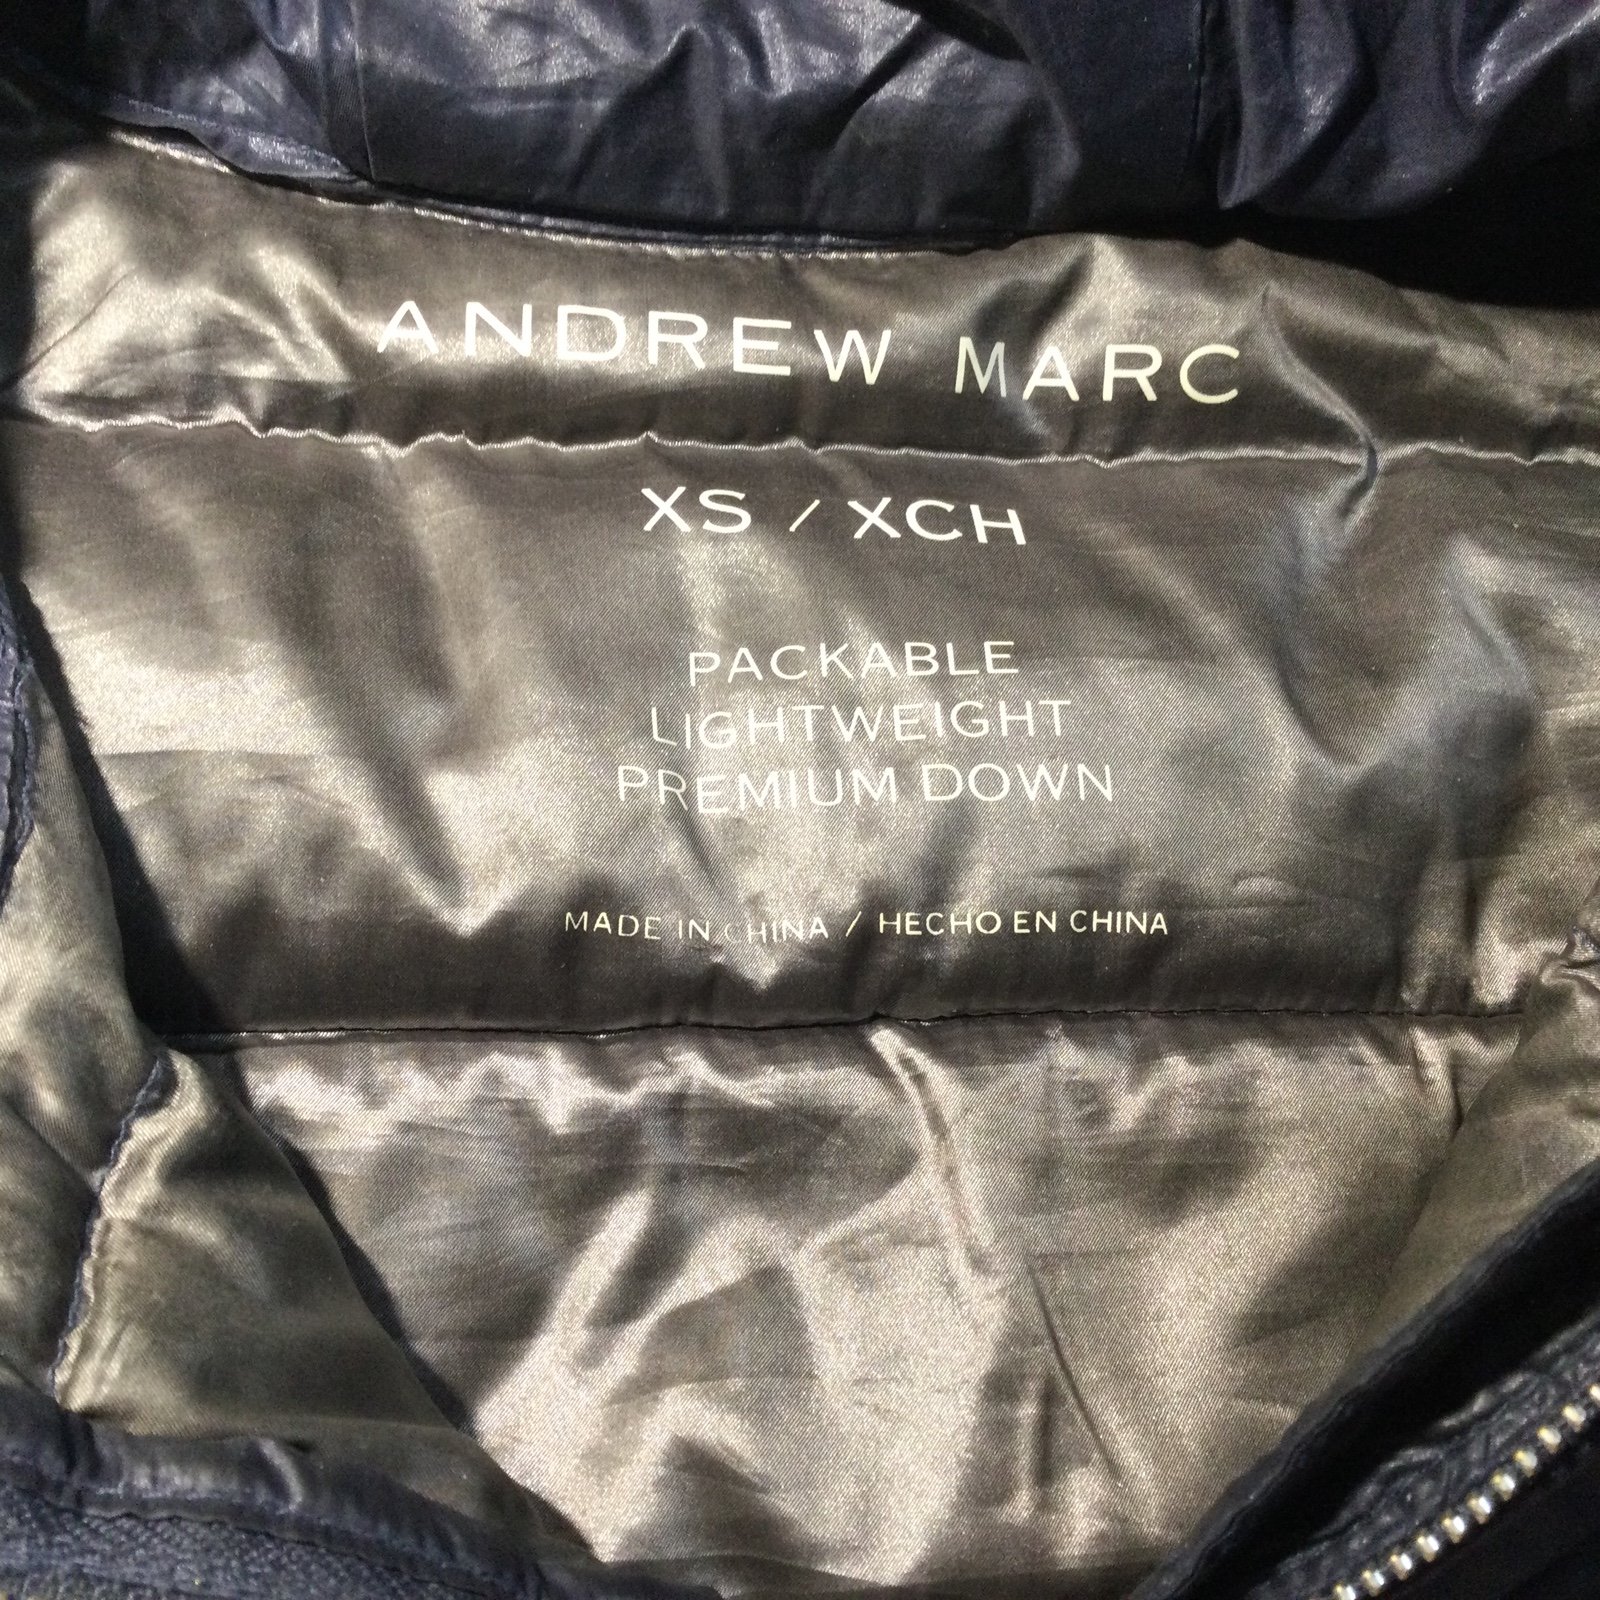 ANDREW MARC
XS / XCH
PACKABLE
LIGHTWEIGHT
PREMIUM DOWN
MADE IN CHINA / HECHO EN CHINA